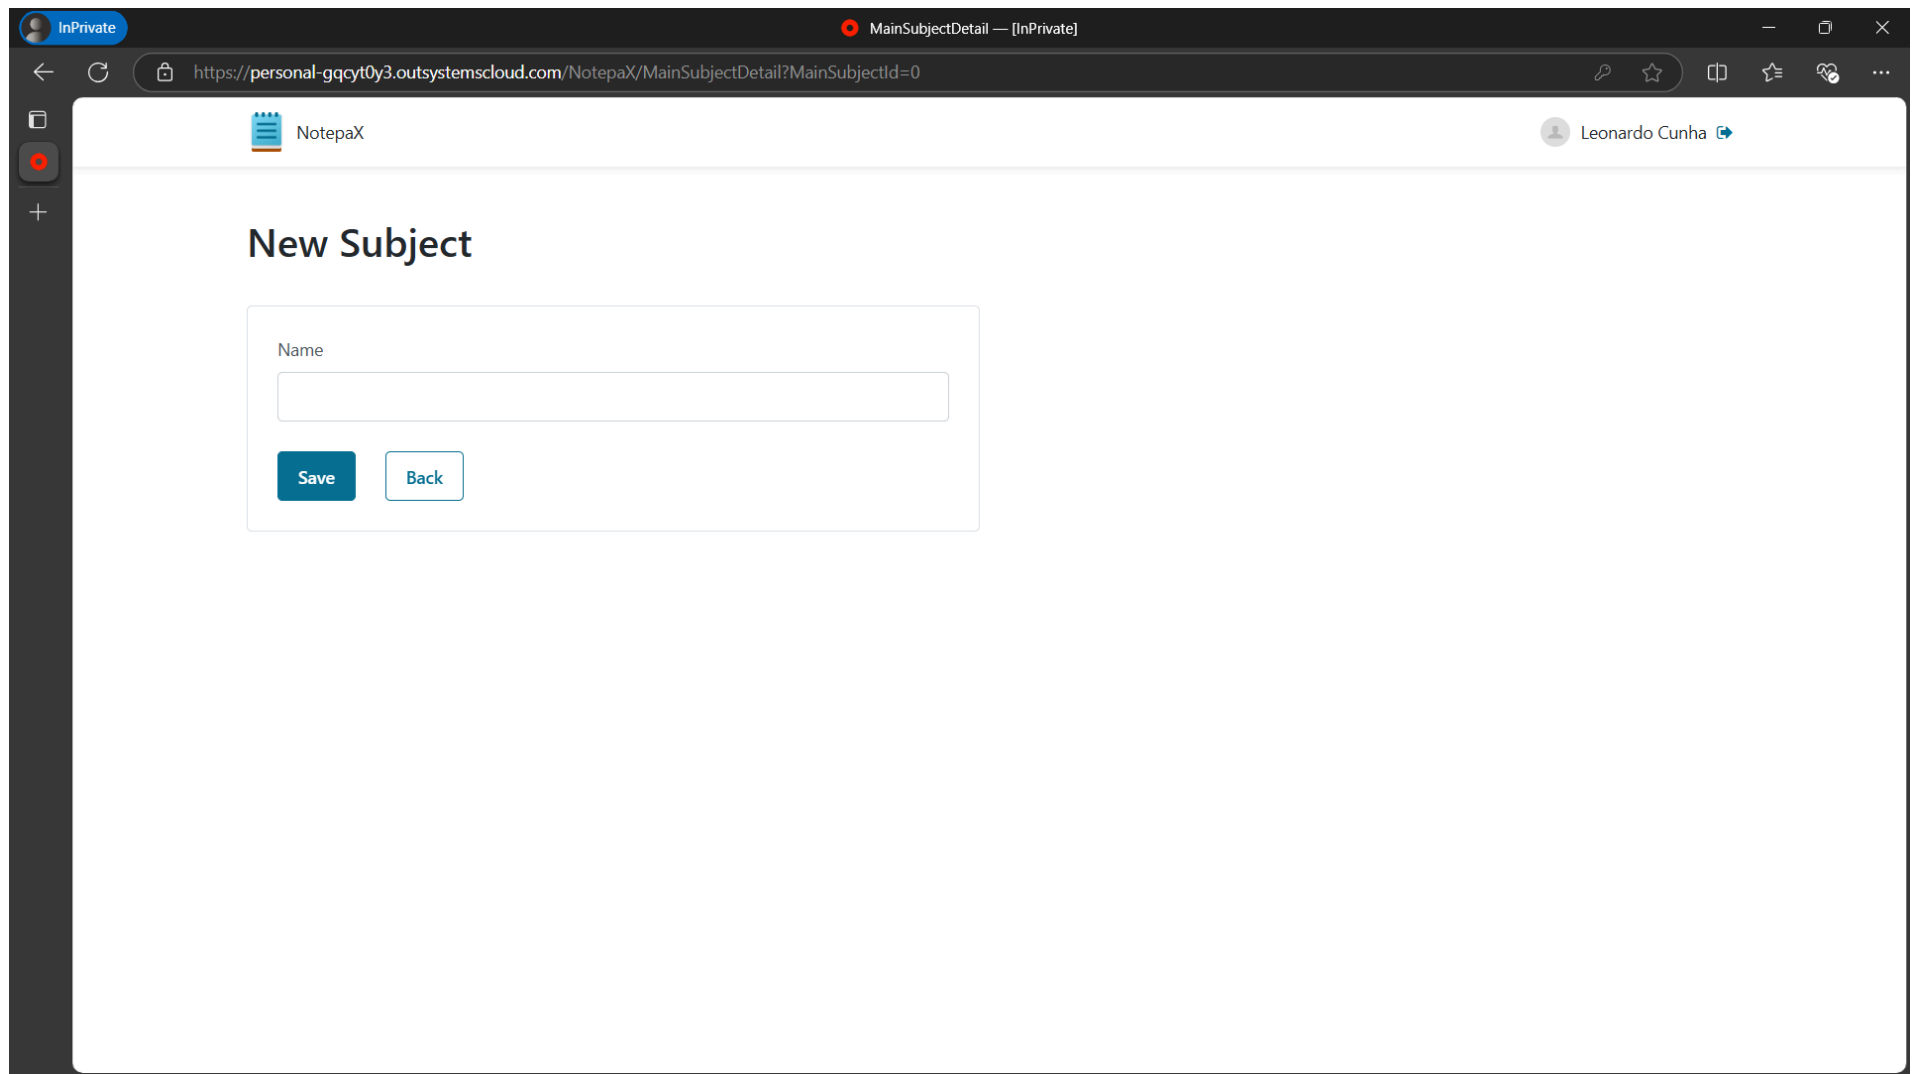 InPrivate
MainSubjectDetail — [InPrivate]
https://personal-gqcyt0y3.outsystemscloud.com/NotepaX/MainSubjectDetail?MainSubjectId=0
NotepaX
Leonardo Cunha
New Subject
Name
Save
Back